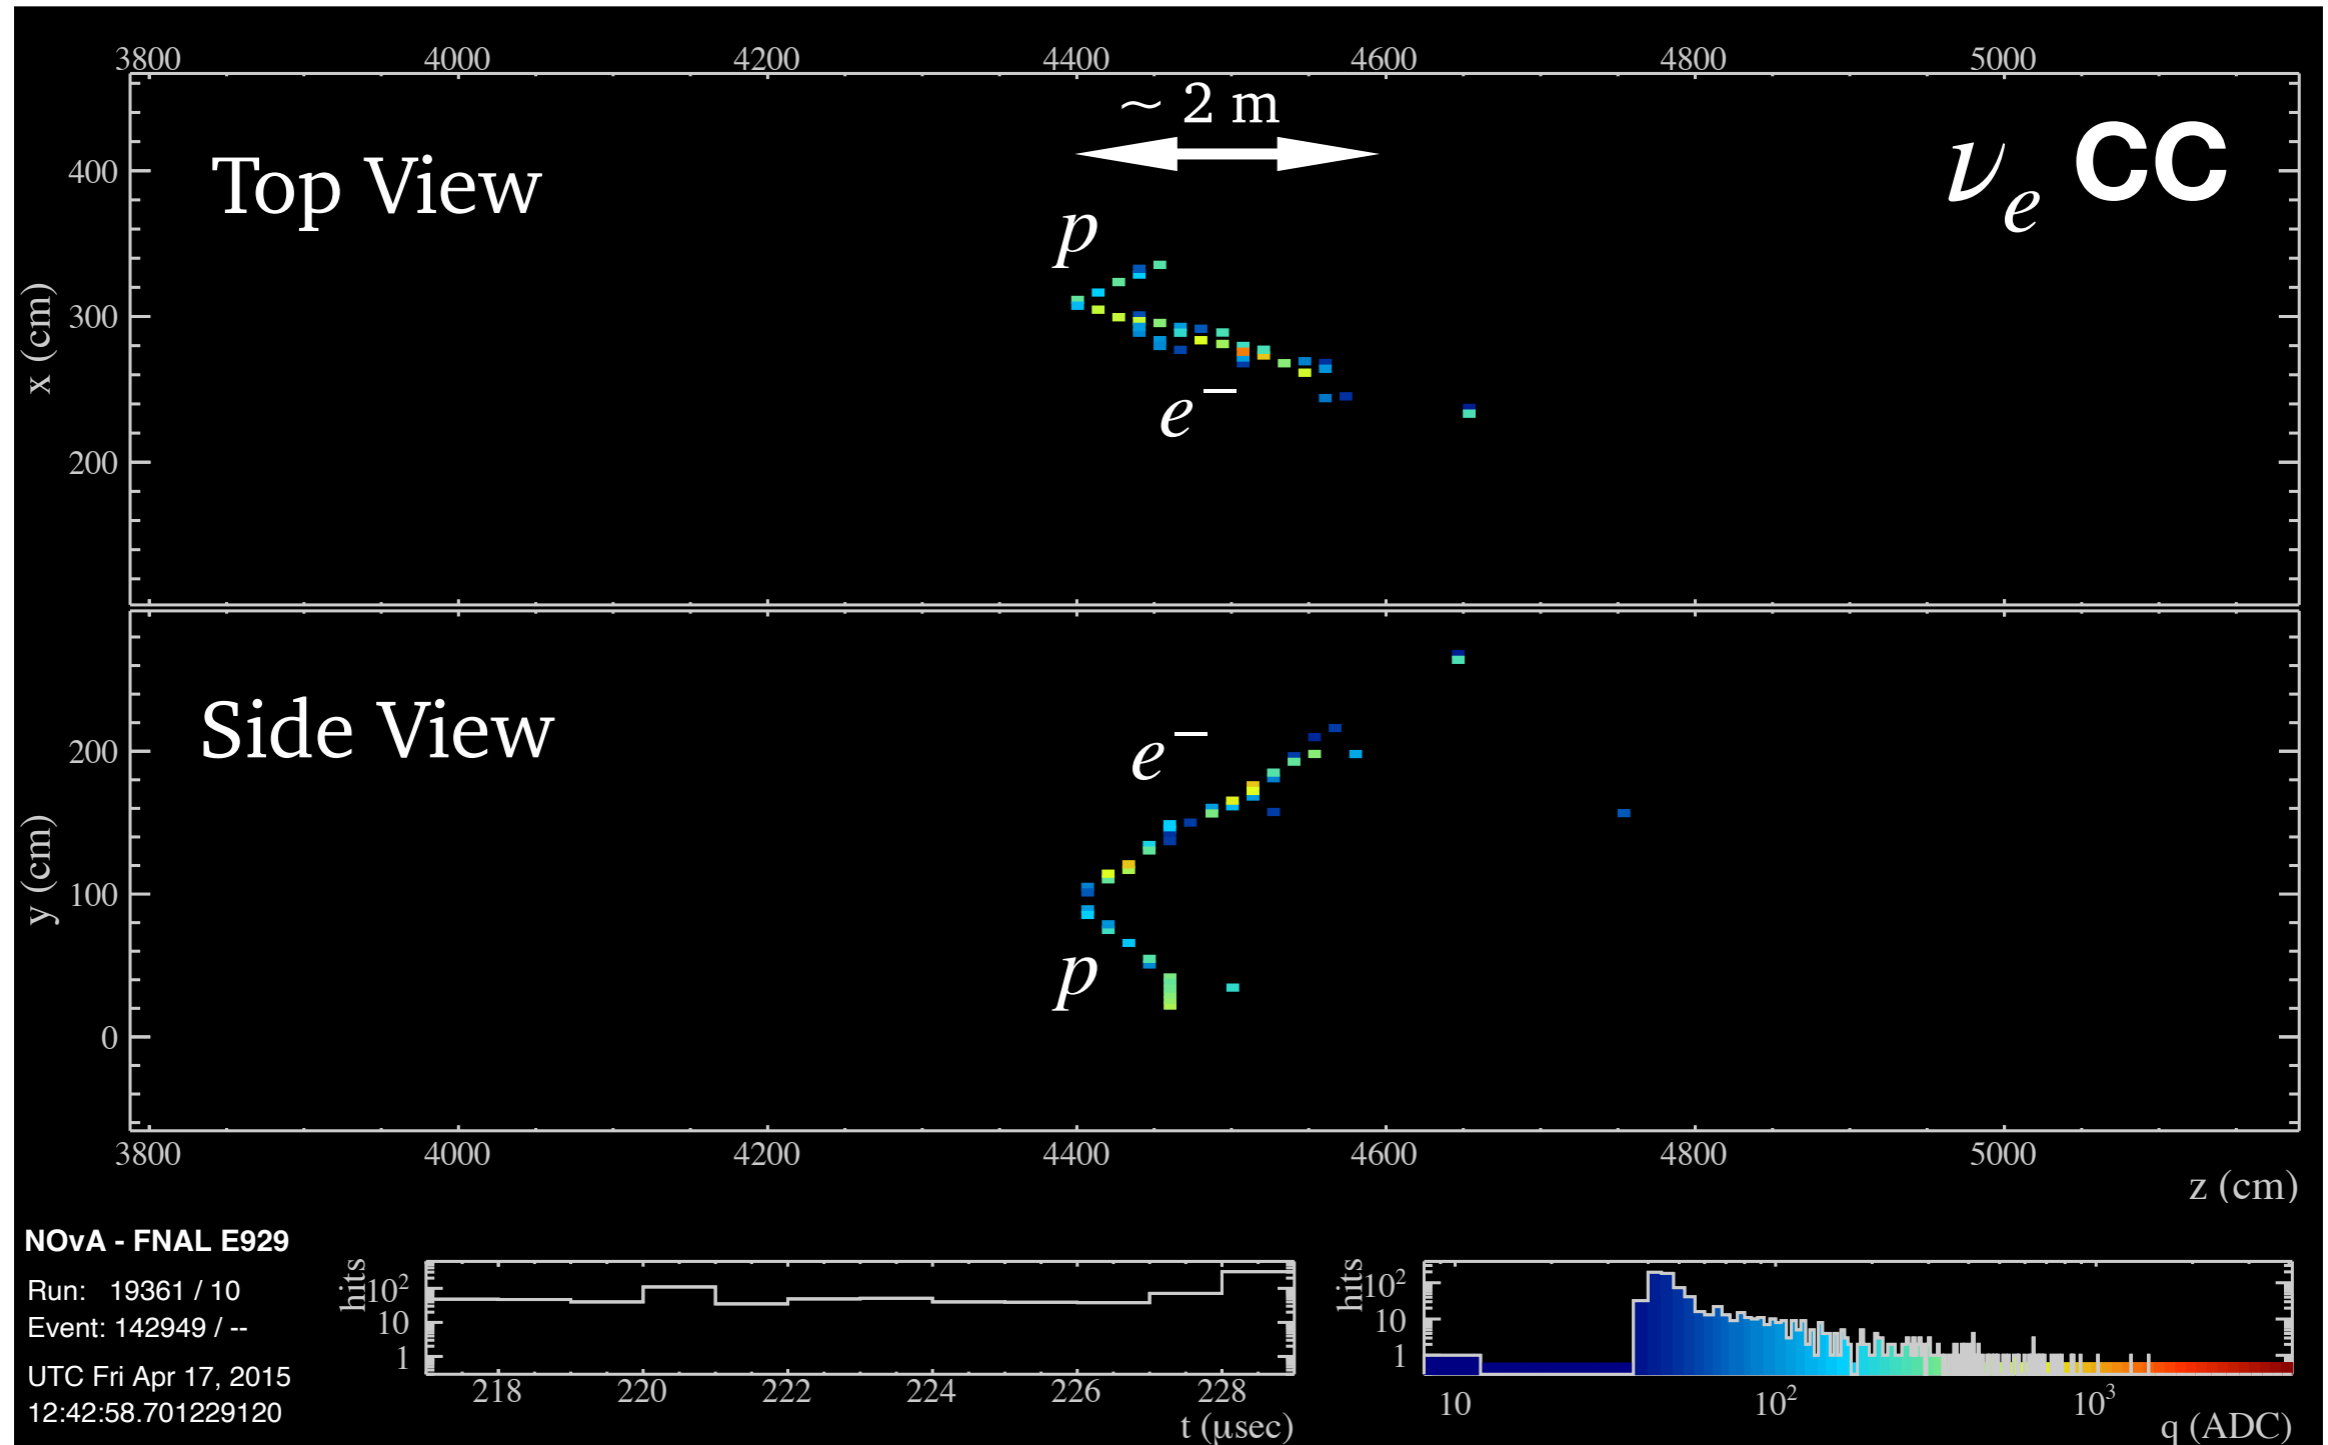 3800 4000 4200 4400 4600 4800 5000
~ 2 m
Top View
ν_e CC
p
e⁻
400
300
200
x (cm)
Side View
e⁻
p
200
100
0
y (cm)
3800 4000 4200 4400 4600 4800 5000
z (cm)
NOvA - FNAL E929
Run: 19361 / 10
Event: 142949 / --
UTC Fri Apr 17, 2015
12:42:58.701229120
hits
10²
10
1
218 220 222 224 226 228
t (μsec)
hits
10²
10
1
10 10² 10³
q (ADC)